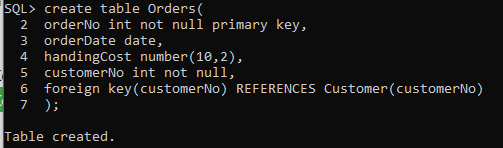 SQL> create table Orders(
2 orderNo int not null primary key,
3 orderDate date,
4 handingCost number(10,2),
5 customerNo int not null,
6 foreign key(customerNo) REFERENCES Customer(customerNo)
7 );
Table created.